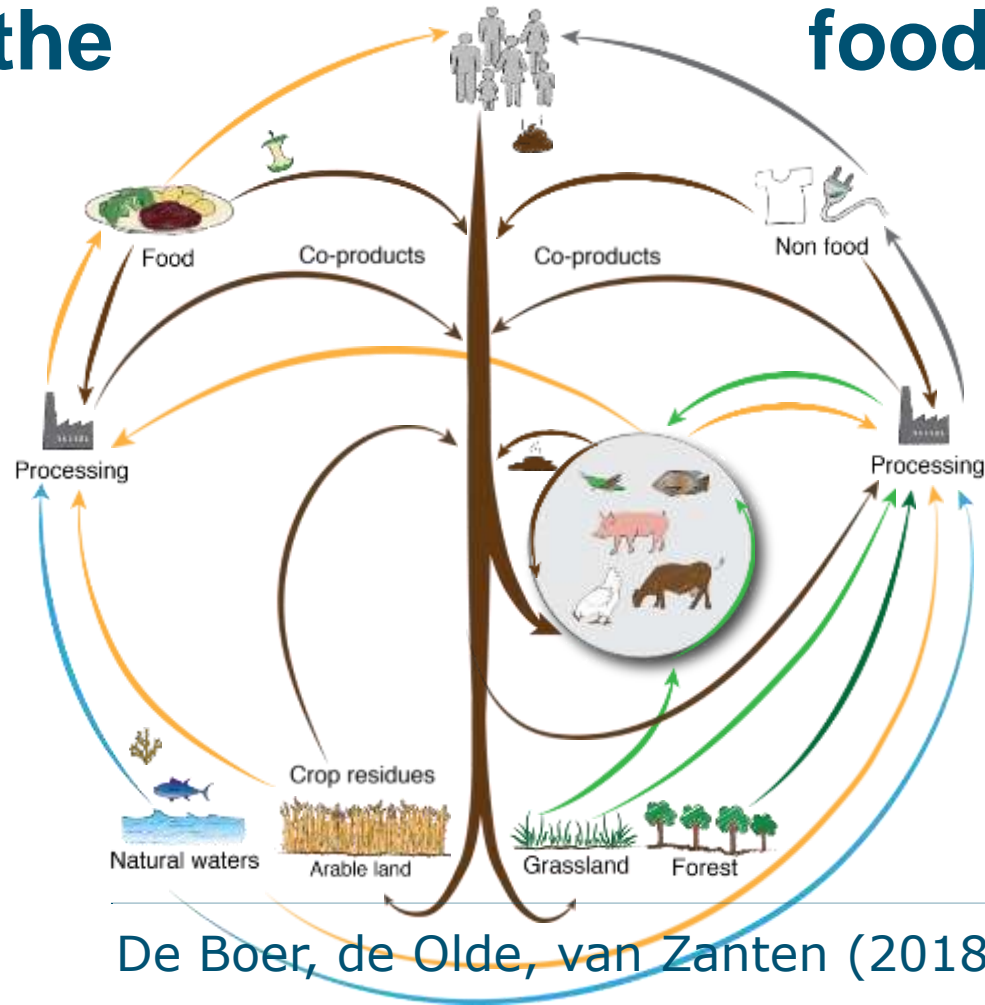 the food
Food
Co-products
Co-products
Non food
Processing
Processing
Crop residues
Natural waters
Arable land
Grassland
Forest
De Boer, de Olde, van Zanten (2018